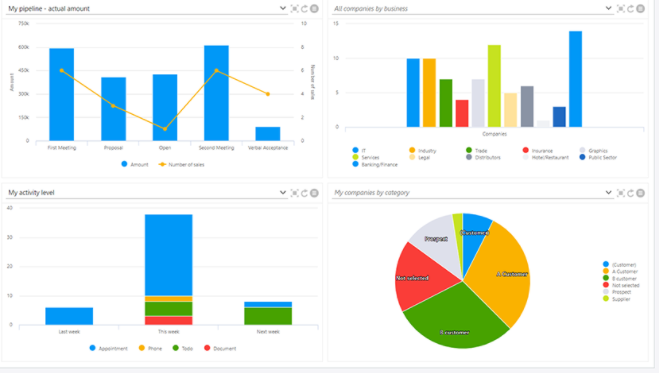 My pipeline - actual amount
750k
600k
450k
300k
150k
0
Amount
10
8
6
4
2
0
Number of sale
First Meeting
Proposal
Open
Second Meeting
Verbal Acceptance
Amount
Number of sales
All companies by business
15
10
5
0
Companies
IT
Industry
Trade
Insurance
Graphics
Services
Legal
Distributors
Hotel/Restaurant
Public Sector
Banking/Finance
My activity level
40
30
20
10
0
Last week
This week
Next week
Appointment
Phone
Todo
Document
My companies by category
Customer
A-Customer
B-customer
Not selected
Prospect
(Customer)
A-Customer
B-customer
Not selected
Prospect
Supplier